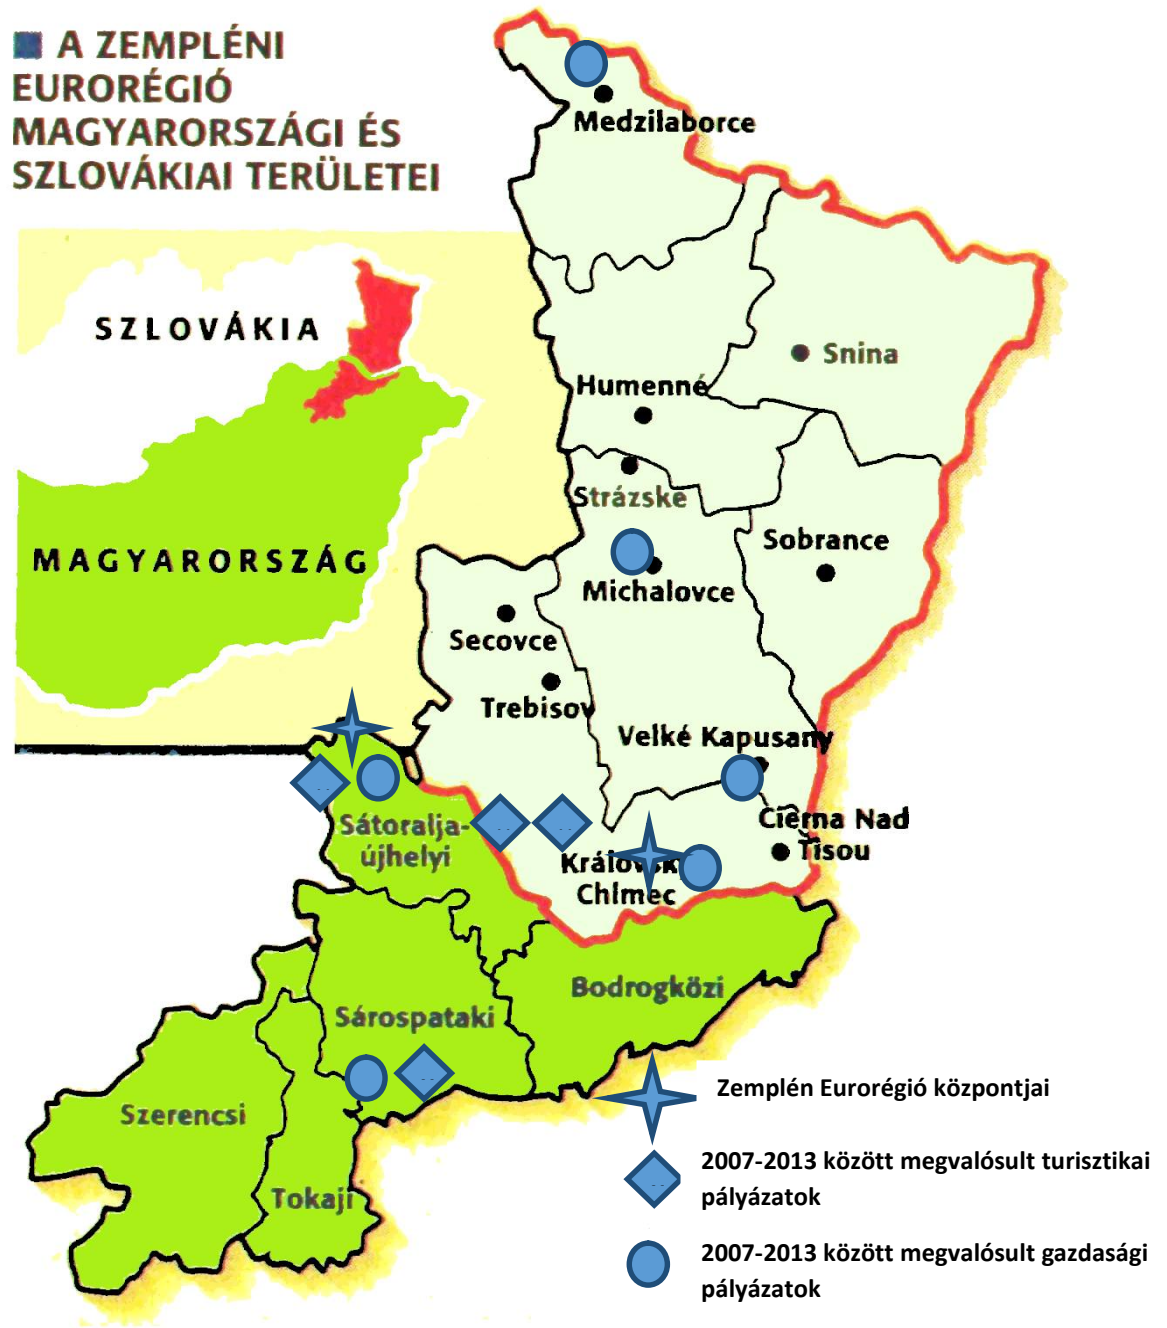 A ZEMPLÉNI
EURORÉGIÓ
MAGYARORSZÁGI ÉS
SZLOVÁKIAI TERÜLETEI
Medzilaborce
SZLOVÁKIA
Snina
Humenné
Strázske
MAGYARORSZÁG
Sobrance
Michalovce
Secovce
Trebisov
Velké Kapusany
Cierna Nad
Tisou
Sátoralja-
újhelyi
Chlmec
Bodrogközi
Sárospataki
Szerencsi
Tokaji
Zemplén Eurorégió központjai
2007-2013 között megvalósult turisztikai
pályázatok
2007-2013 között megvalósult gazdasági
pályázatok